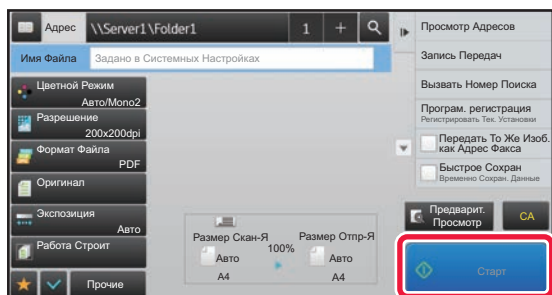 Адрес
\\Server1\Folder1
1
+
Имя Файла
Задано в Системных Настройках
Цветной Режим
Авто/Mono2
Разрешение
200x200dpi
Формат Файла
PDF
Оригинал
Экспозиция
Авто
Работа Строит
Прочие
Размер Скан-Я
100%
Размер Отпр-Я
Авто
A4
Авто
A4
Просмотр Адресов
Запись Передач
Вызвать Номер Поиска
Програм. регистрация
Регистрировать Тек. Установки
Передать То Же Изоб.
как Адрес Факса
Быстрое Сохран
Временно Сохран. Данные
Предварит.
Просмотр
CA
Старт